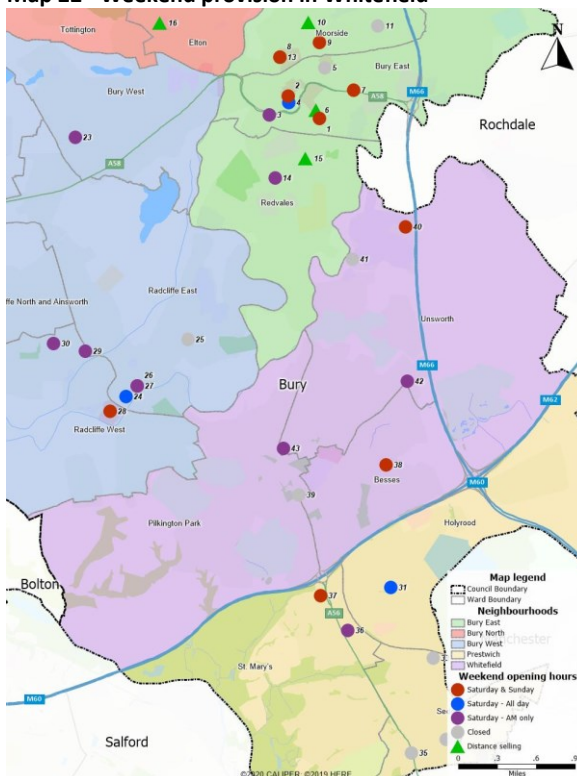 Map 22 - Weekend provision in Whitefield
Tottington
16
Elton
10
Moorside
11
8
9
13
5
Bury East
Bury West
2
7
4
A58
M66
3
6
1
23
Rochdale
A58
15
14
Redvales
40
41
Radcliffe East
Unsworth
ffe North and Ainsworth
25
30
29
M66
26
27
24
Bury
42
M62
28
Radcliffe West
43
38
Besses
M60
39
Pilkington Park
Holyrood
Bolton
31
37
A56
36
St. Mary's
M60
Salford
35
N
Map legend
Council Boundary
Ward Boundary
Neighbourhoods
Bury East
Bury North
Bury West
Prestwich
Whitefield
Weekend opening hours
Saturday & Sunday
Saturday - All day
Saturday - AM only
Closed
Distance selling
0 .3 .6 .9
Miles
©2020 CALIPER; ©2019 HERE